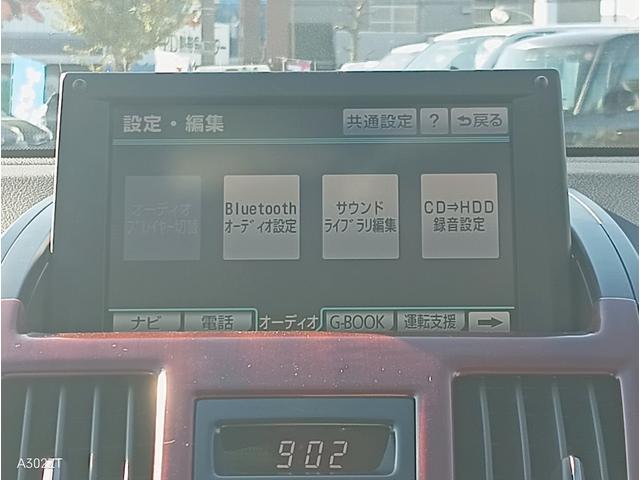 設定・編集 共通設定 ? 戻る
オーディオ
プレイヤー切替
Bluetooth
オーディオ設定
サウンド
ライブラリ編集
CD⇒HDD
録音設定
ナビ 電話 オーディオ G-BOOK 運転支援
902
A302ZT